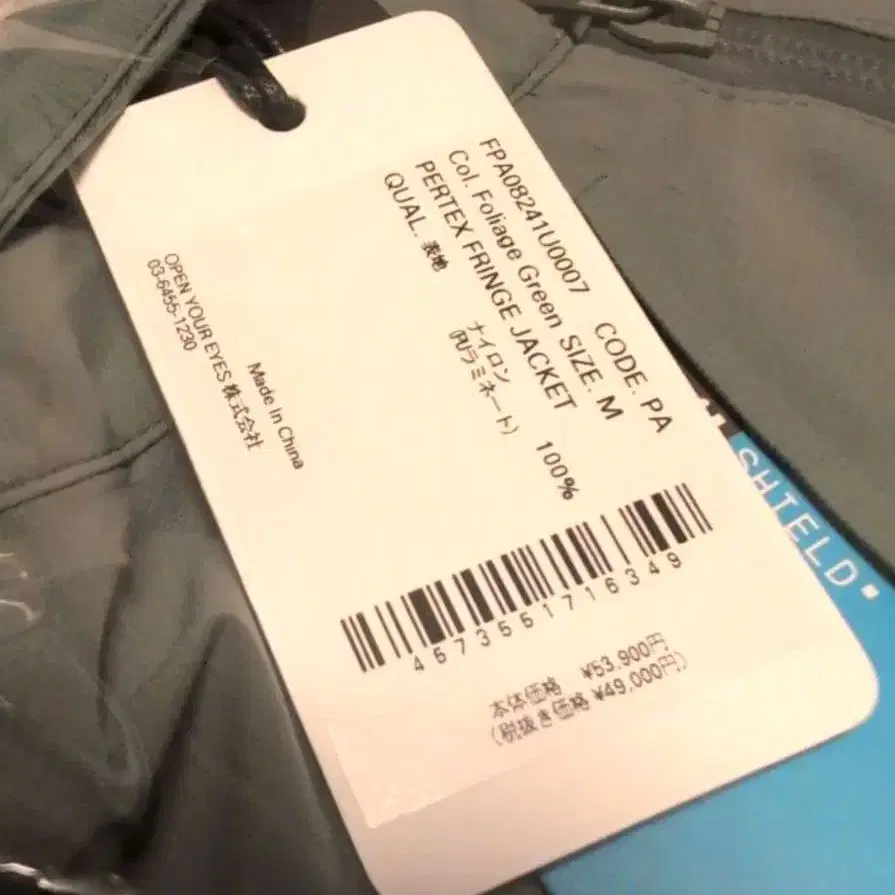 FPA08241U0007 CODE. PA
Col. Foliage Green SIZE. M
PERTEX FRINGE JACKET
QUAL. 表地 ナイロン 100%
(PUラミネート)
Made In China
OPEN YOUR EYES 株式会社
03-6455-1230
4573551716349
本体価格 ¥53,900円
(税抜き価格 ¥49,000円)
SHIELD